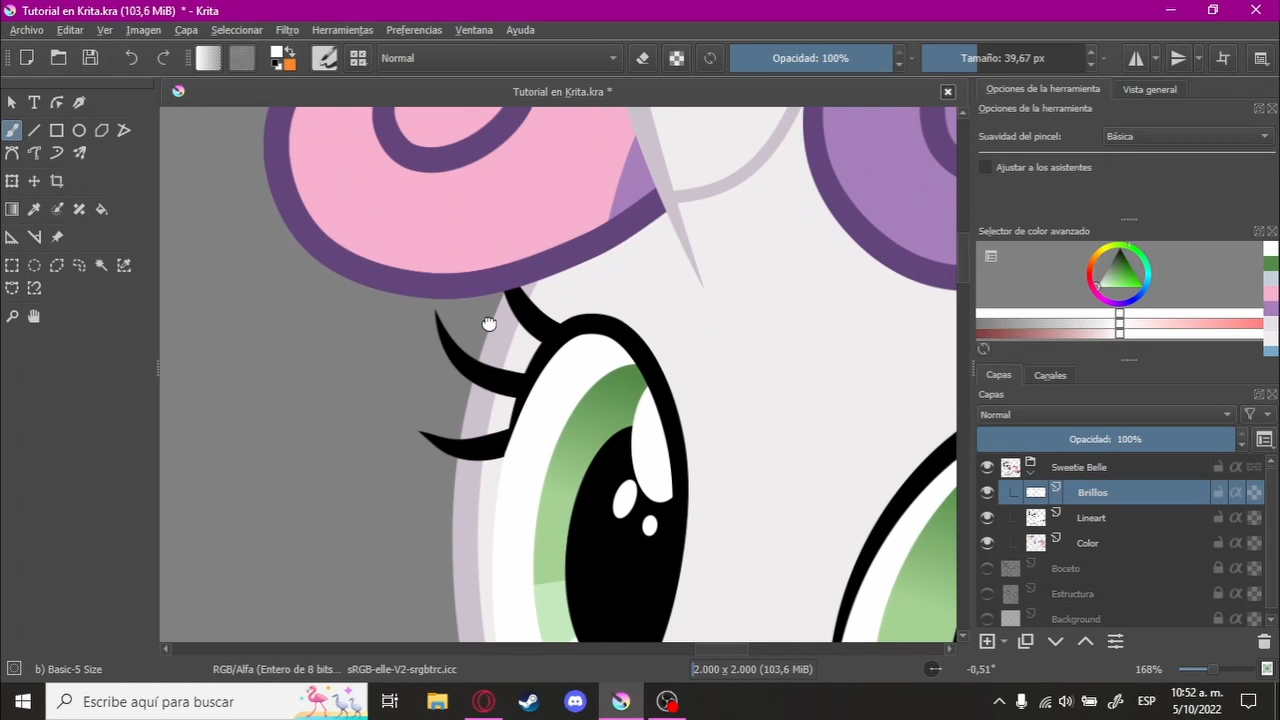 Tutorial en Krita.kra (103,6 MiB) * - Krita
Archivo Editar Ver Imagen Capa Seleccionar Filtro Herramientas Preferencias Ventana Ayuda
Normal Opacidad: 100% Tamaño: 39,67 px
Tutorial en Krita.kra *
Opciones de la herramienta Vista general
Opciones de la herramienta
Suavidad del pincel: Básica
Ajustar a los asistentes
Selector de color avanzado
Capas Canales
Capas
Normal
Opacidad: 100%
Sweetie Belle
Brillos
Lineart
Color
Boceto
Estructura
Background
b) Basic-5 Size RGB/Alfa (Entero de 8 bits... sRGB-elle-V2-srgbtrc.icc 2.000 x 2.000 (103,6 MiB) -0,51° 168%
Escribe aquí para buscar ESP 10:52 a. m.
5/10/2022